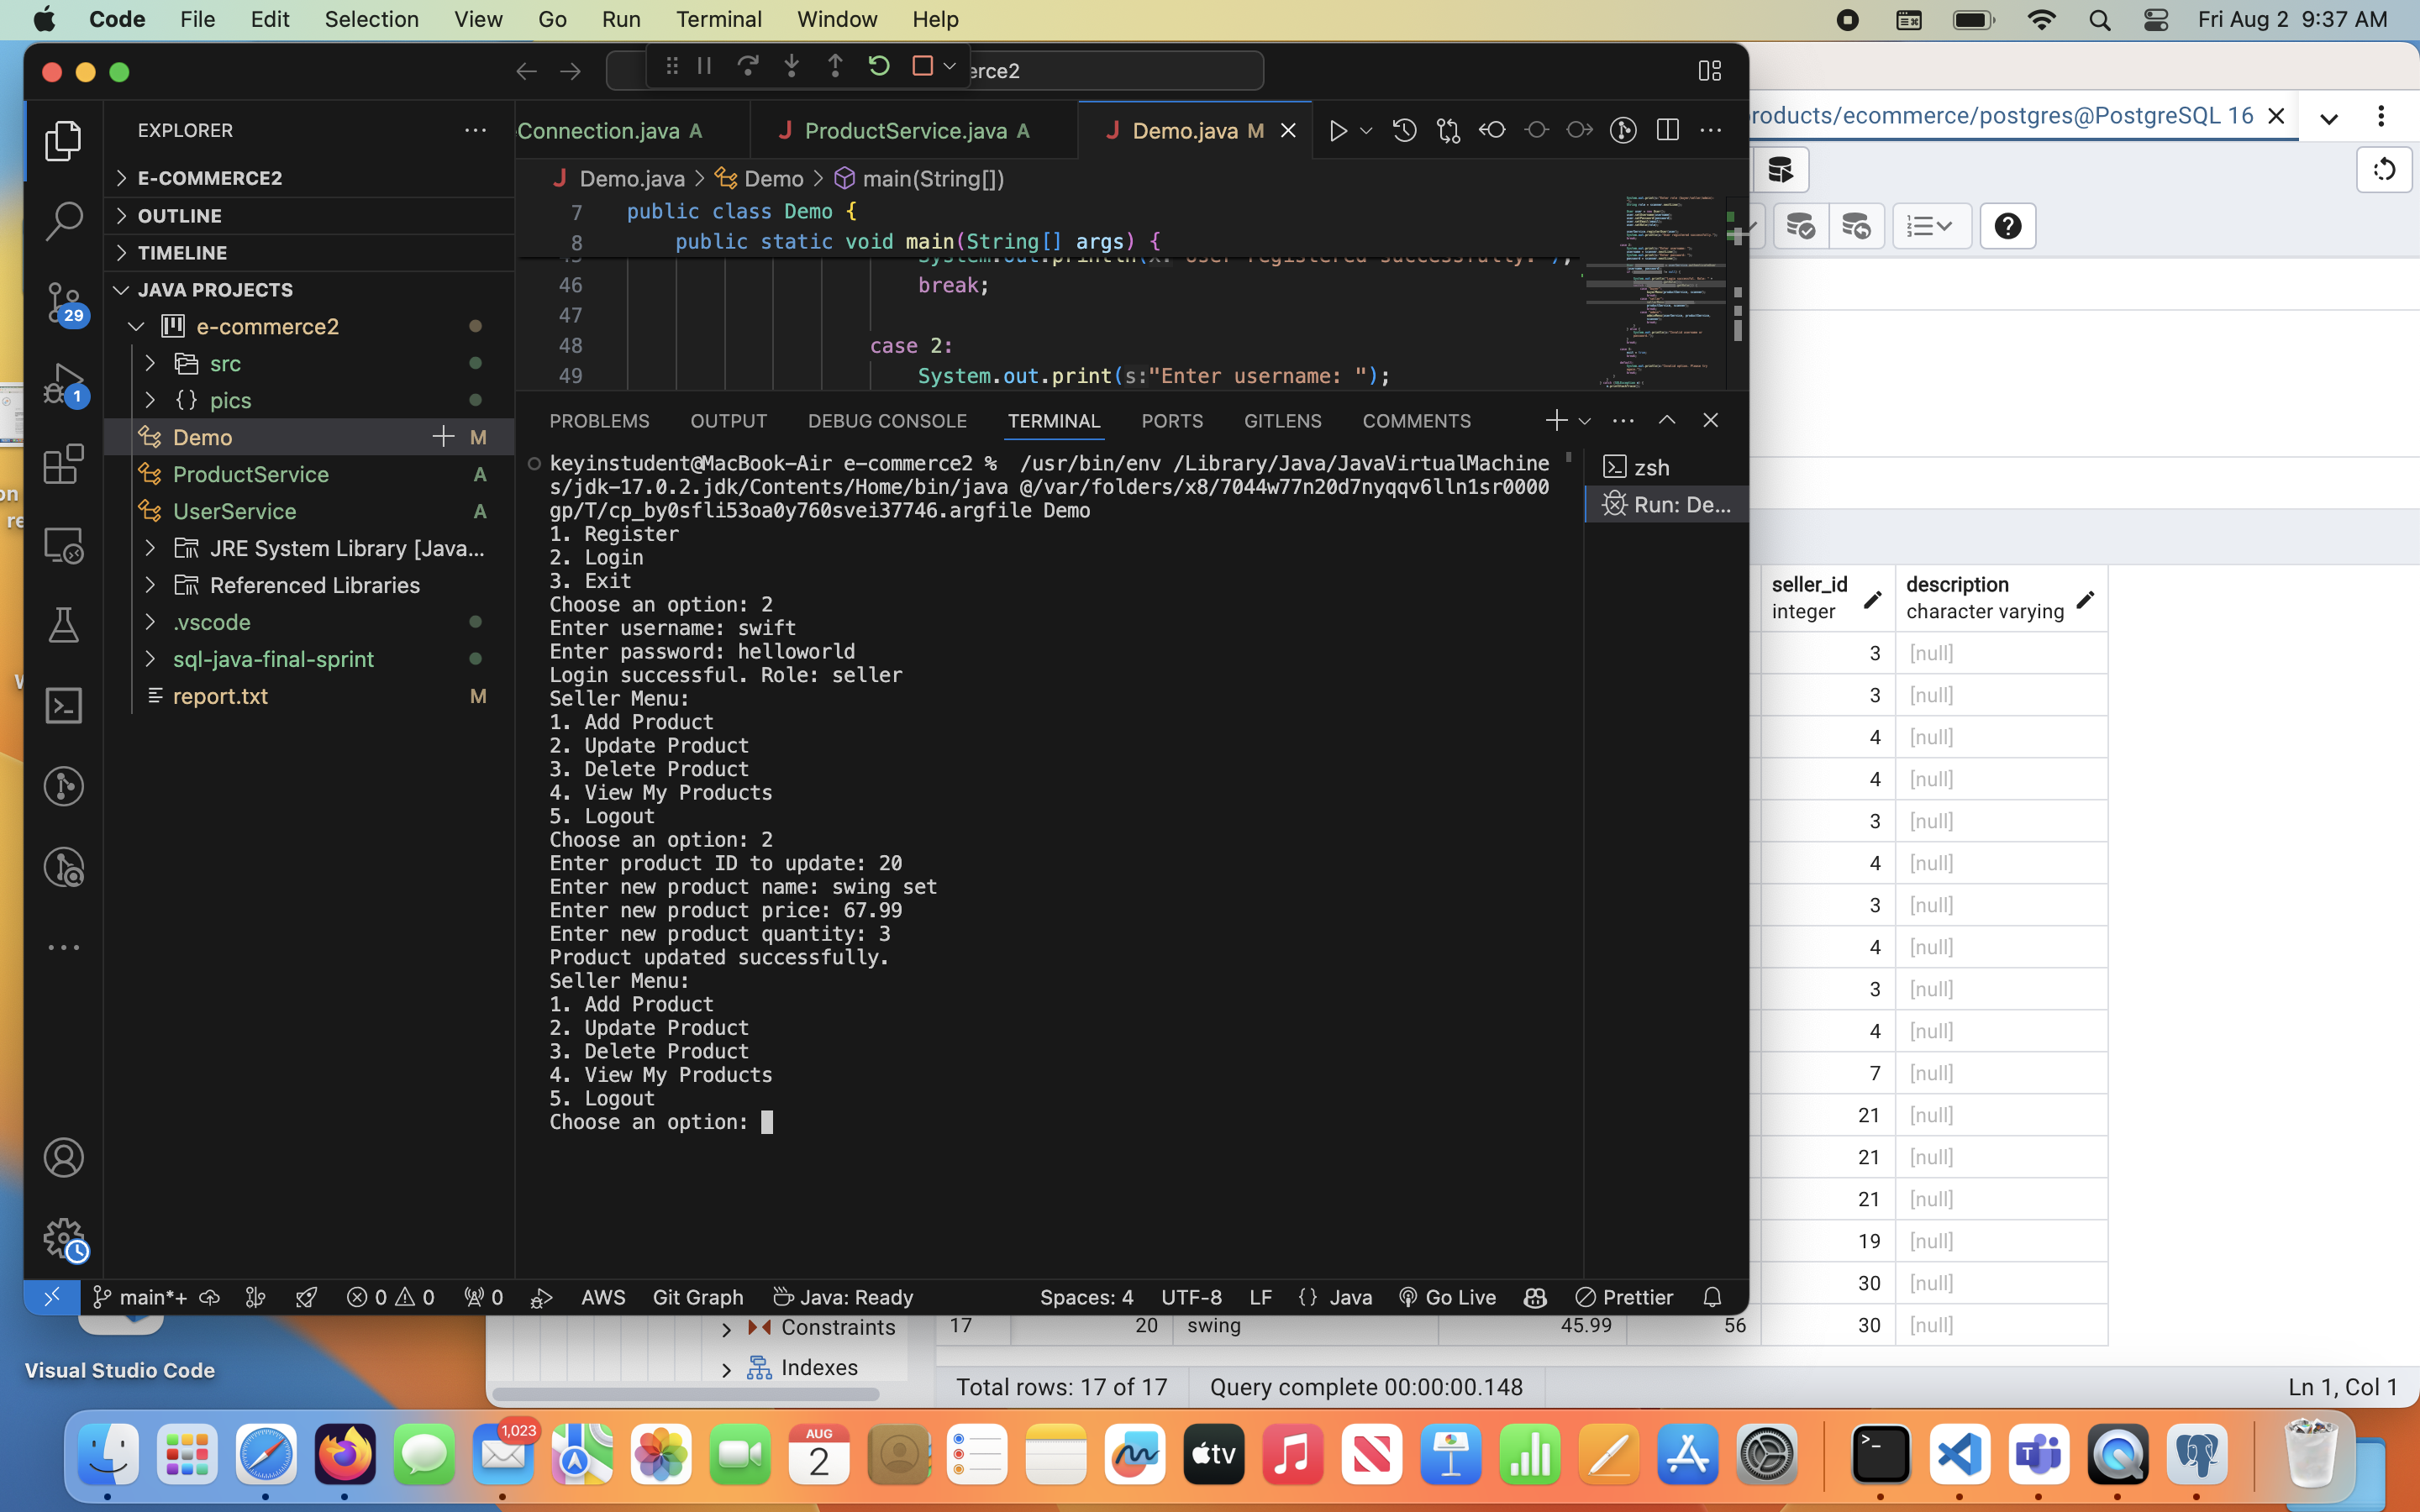 Code File Edit Selection View Go Run Terminal Window Help
Fri Aug 2 9:37 AM
erce2
roducts/ecommerce/postgres@PostgreSQL 16
EXPLORER
E-COMMERCE2
OUTLINE
TIMELINE
JAVA PROJECTS
e-commerce2
src
pics
Demo M
ProductService A
UserService A
JRE System Library [Java...
Referenced Libraries
.vscode
sql-java-final-sprint
report.txt M
29
1
Connection.java A
ProductService.java A
Demo.java M
Demo.java > Demo > main(String[])
7 public class Demo {
8 public static void main(String[] args) {
46 break;
47
48 case 2:
49 System.out.print(s:"Enter username: ");
PROBLEMS OUTPUT DEBUG CONSOLE TERMINAL PORTS GITLENS COMMENTS
zsh
Run: De...
keyinstudent@MacBook-Air e-commerce2 % /usr/bin/env /Library/Java/JavaVirtualMachine
s/jdk-17.0.2.jdk/Contents/Home/bin/java @/var/folders/x8/7044w77n20d7nyqqv6lln1sr0000
gp/T/cp_by0sfli53oa0y760svei37746.argfile Demo
1. Register
2. Login
3. Exit
Choose an option: 2
Enter username: swift
Enter password: helloworld
Login successful. Role: seller
Seller Menu:
1. Add Product
2. Update Product
3. Delete Product
4. View My Products
5. Logout
Choose an option: 2
Enter product ID to update: 20
Enter new product name: swing set
Enter new product price: 67.99
Enter new product quantity: 3
Product updated successfully.
Seller Menu:
1. Add Product
2. Update Product
3. Delete Product
4. View My Products
5. Logout
Choose an option:
seller_id
integer
description
character varying
3 [null]
3 [null]
4 [null]
4 [null]
3 [null]
4 [null]
3 [null]
4 [null]
3 [null]
4 [null]
7 [null]
21 [null]
21 [null]
21 [null]
19 [null]
30 [null]
17 20 swing 45.99 56 30 [null]
main*+ 0 0 0 AWS Git Graph Java: Ready
Spaces: 4 UTF-8 LF {} Java Go Live Prettier
Constraints
Indexes
Total rows: 17 of 17 Query complete 00:00:00.148 Ln 1, Col 1
Visual Studio Code
1,023
AUG
2
tv